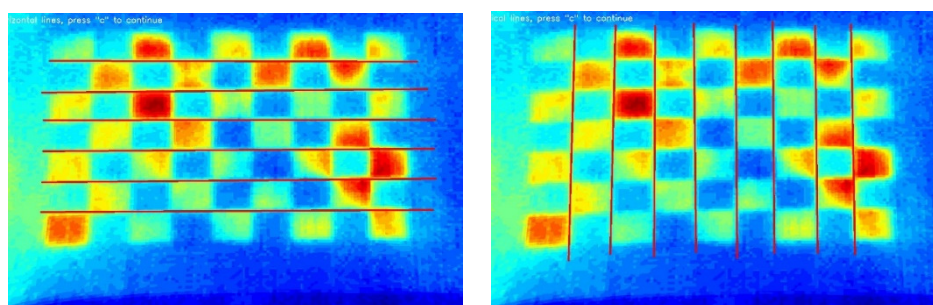 izontal lines, press "c" to continue
ical lines, press "c" to continue